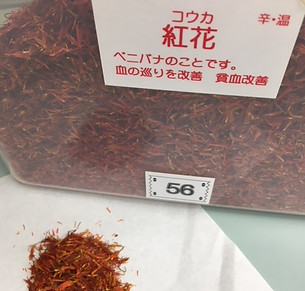 コウカ
紅花
辛・温
ベニバナのことです。
血の巡りを改善　貧血改善
56